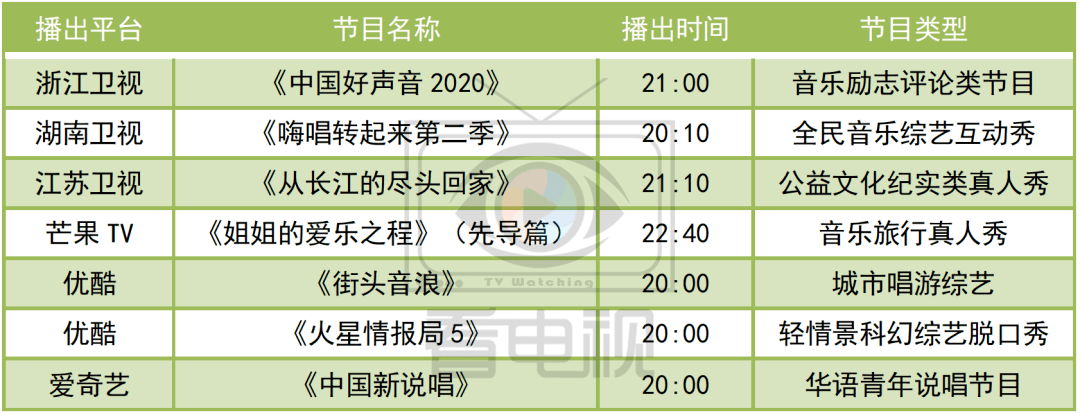 播出平台 节目名称 播出时间 节目类型
浙江卫视 《中国好声音2020》 21:00 音乐励志评论类节目
湖南卫视 《嗨唱转起来第二季》 20:10 全民音乐综艺互动秀
江苏卫视 《从长江的尽头回家》 21:10 公益文化纪实类真人秀
芒果TV 《姐姐的爱乐之程》（先导篇） 22:40 音乐旅行真人秀
优酷 《街头音浪》 20:00 城市唱游综艺
TV Watching
优酷 《火星情报局5》 20:00 轻情景科幻综艺脱口秀
看电视
爱奇艺 《中国新说唱》 20:00 华语青年说唱节目